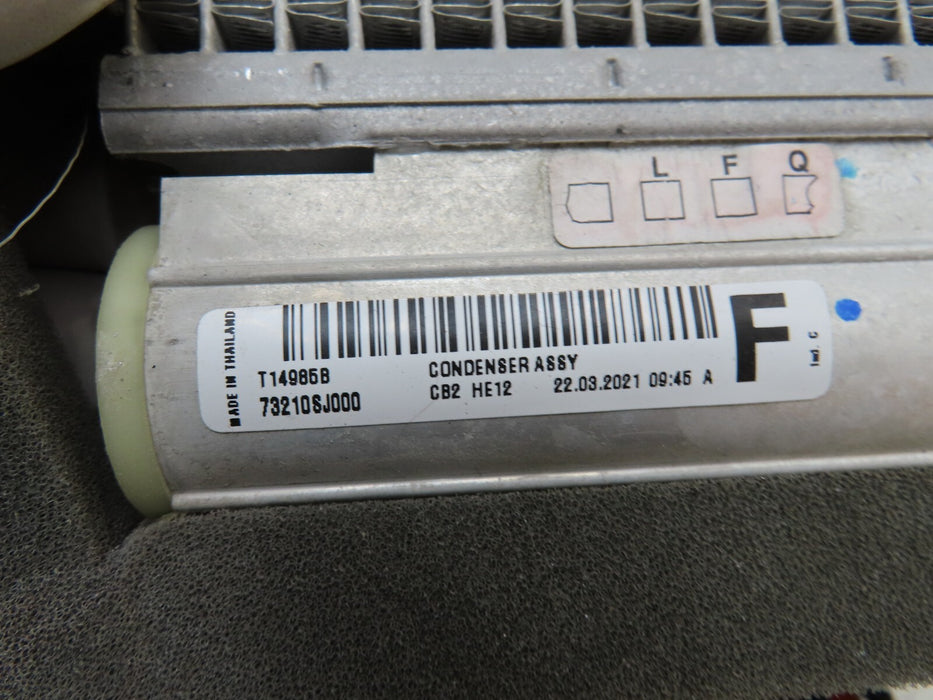 L F Q
MADE IN THAILAND
T14985B
73210SJ000
CONDENSER ASSY
CB2 HE12 22.03.2021 09:45 A
F